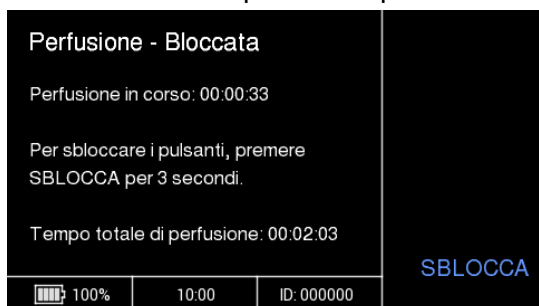 Perfusione - Bloccata
Perfusione in corso: 00:00:33
Per sbloccare i pulsanti, premere
SBLOCCA per 3 secondi.
Tempo totale di perfusione: 00:02:03
SBLOCCA
100%
10:00
ID: 000000